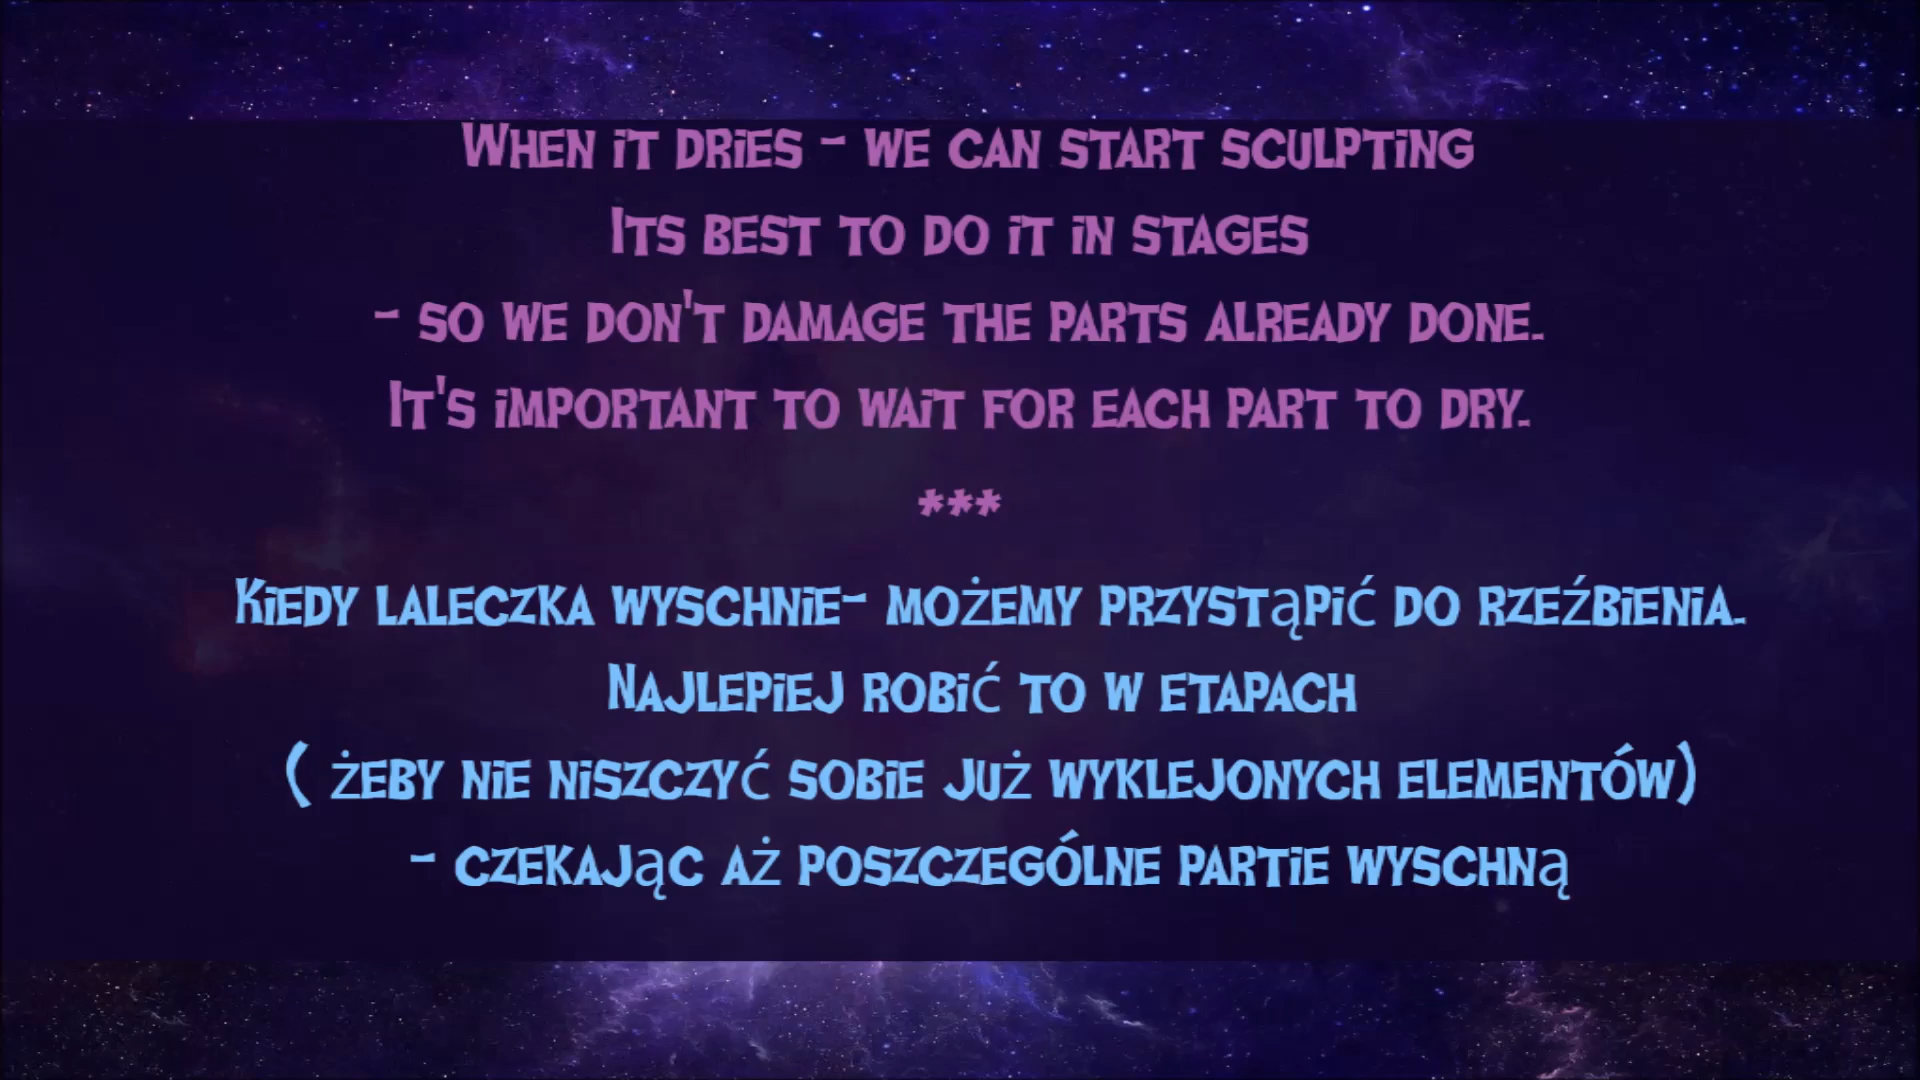 When it dries - we can start sculpting
Its best to do it in stages
- so we don't damage the parts already done.
It's important to wait for each part to dry.
***
Kiedy laleczka wyschnie- możemy przystąpić do rzeźbienia.
Najlepiej robić to w etapach
( żeby nie niszczyć sobie już wyklejonych elementów)
- czekając aż poszczególne partie wyschną